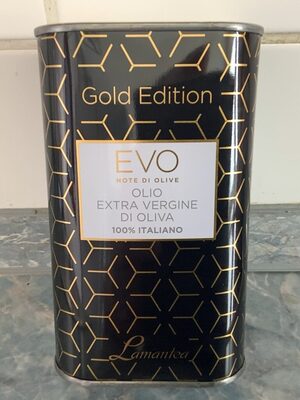 Gold Edition
EVO
NOTE DI OLIVE
OLIO
EXTRA VERGINE
DI OLIVA
100% ITALIANO
Lamantea